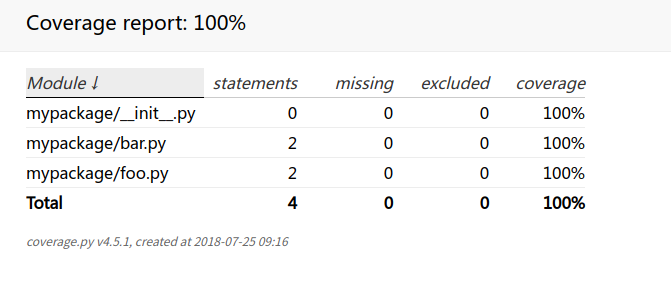 Coverage report: 100%
Module ↓ statements missing excluded coverage
mypackage/__init__.py 0 0 0 100%
mypackage/bar.py 2 0 0 100%
mypackage/foo.py 2 0 0 100%
Total 4 0 0 100%
coverage.py v4.5.1, created at 2018-07-25 09:16